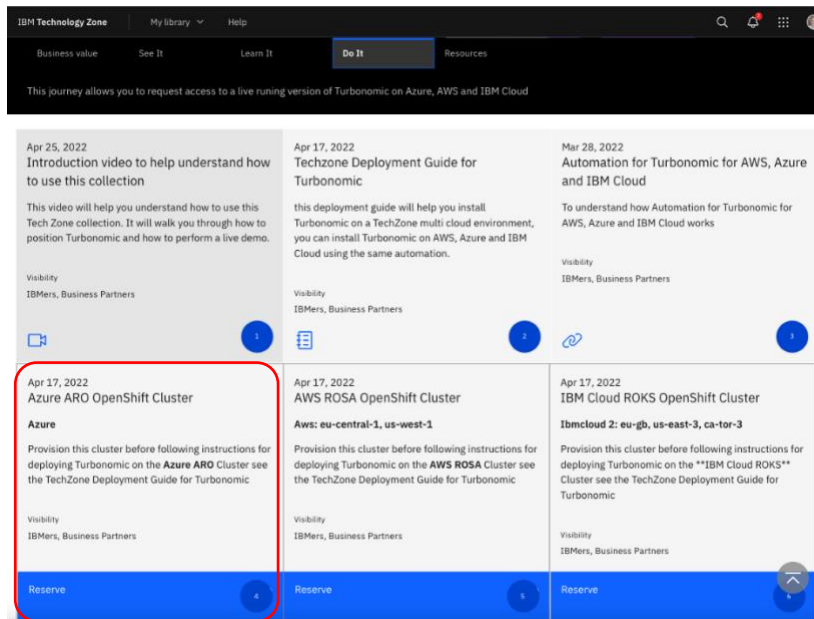 IBM Technology Zone My library Help
Business value See It Learn It Do It Resources
This journey allows you to request access to a live runing version of Turbonomic on Azure, AWS and IBM Cloud
Apr 25, 2022
Introduction video to help understand how
to use this collection
This video will help you understand how to use this
Tech Zone collection. It will walk you through how to
position Turbonomic and how to perform a live demo.
Visibility
IBMers, Business Partners
1
Apr 17, 2022
Techzone Deployment Guide for
Turbonomic
this deployment guide will help you install
Turbonomic on a TechZone multi cloud environment,
you can install Turbonomic on AWS, Azure and IBM
Cloud using the same automation.
Visibility
IBMers, Business Partners
2
Mar 28, 2022
Automation for Turbonomic for AWS, Azure
and IBM Cloud
To understand how Automation for Turbonomic for
AWS, Azure and IBM Cloud works
Visibility
IBMers, Business Partners
3
Apr 17, 2022
Azure ARO OpenShift Cluster
Azure
Provision this cluster before following instructions for
deploying Turbonomic on the Azure ARO Cluster see
the TechZone Deployment Guide for Turbonomic
Visibility
IBMers, Business Partners
Reserve
4
Apr 17, 2022
AWS ROSA OpenShift Cluster
Aws: eu-central-1, us-west-1
Provision this cluster before following instructions for
deploying Turbonomic on the AWS ROSA Cluster see
the TechZone Deployment Guide for Turbonomic
Visibility
IBMers, Business Partners
Reserve
5
Apr 17, 2022
IBM Cloud ROKS OpenShift Cluster
Ibmcloud 2: eu-gb, us-east-3, ca-tor-3
Provision this cluster before following instructions for
deploying Turbonomic on the **IBM Cloud ROKS**
Cluster see the TechZone Deployment Guide for
Turbonomic
Visibility
IBMers, Business Partners
Reserve
6